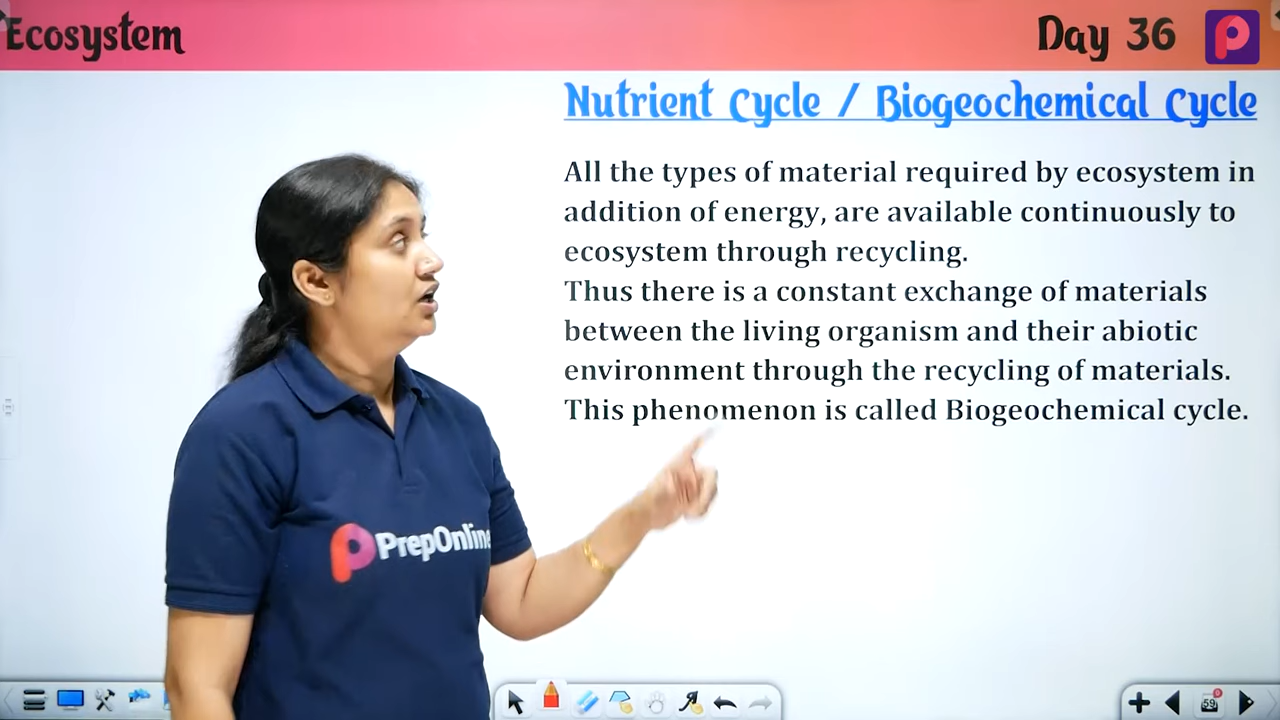 Ecosystem
Day 36
Nutrient Cycle / Biogeochemical Cycle
All the types of material required by ecosystem in
addition of energy, are available continuously to
ecosystem through recycling.
Thus there is a constant exchange of materials
between the living organism and their abiotic
environment through the recycling of materials.
This phenomenon is called Biogeochemical cycle.
PrepOnline
59